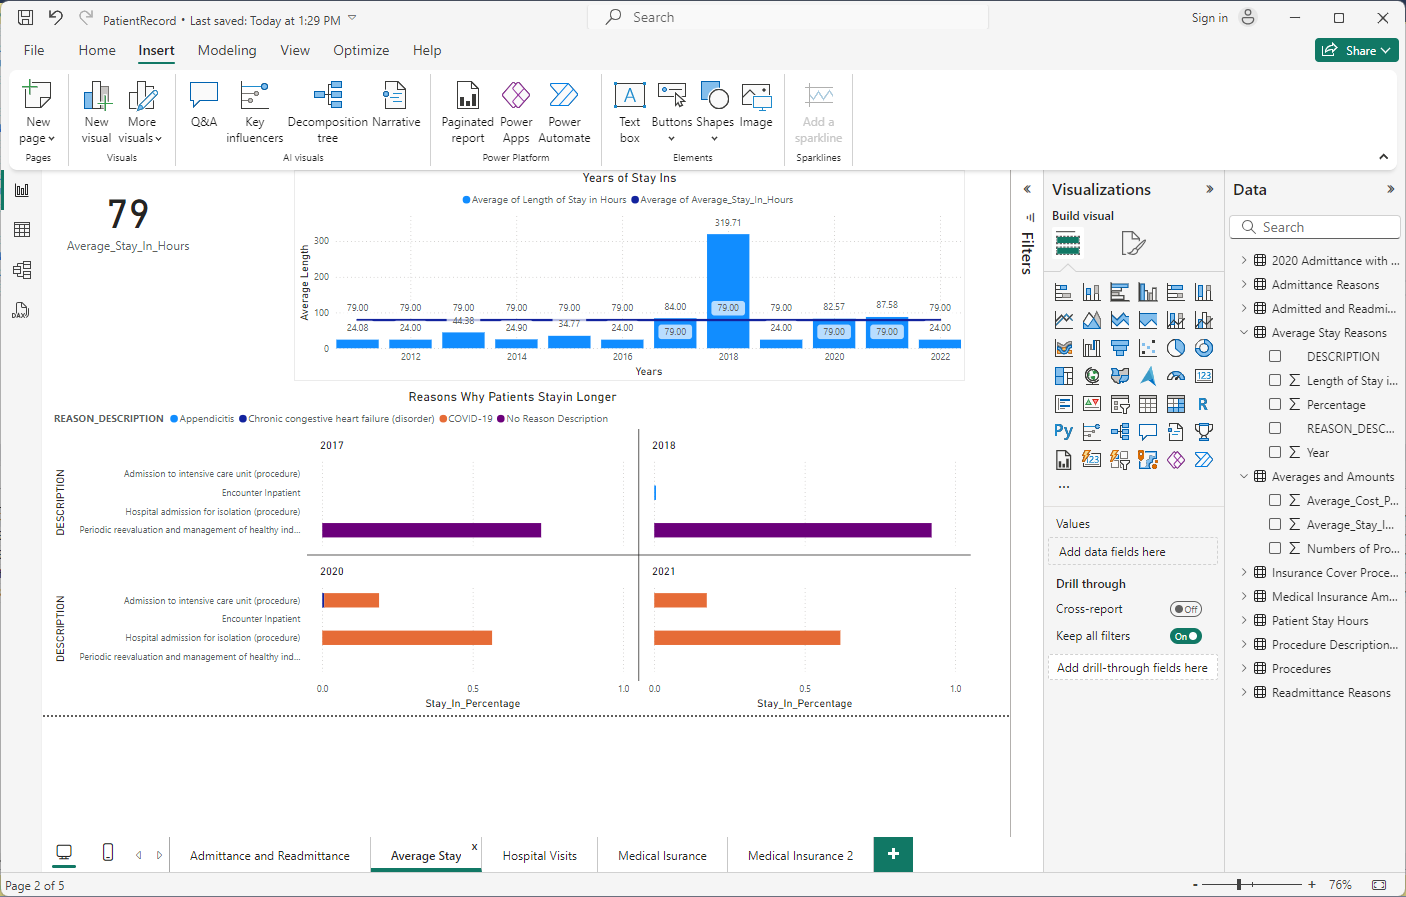 PatientRecord • Last saved: Today at 1:29 PM
Search
Sign in
File
Home
Insert
Modeling
View
Optimize
Help
Share
New page
New visual
More visuals
Q&A
Key influencers
Decomposition tree
Narrative
Paginated report
Power Apps
Power Automate
Text box
Buttons
Shapes
Image
Add a sparkline
Pages
Visuals
AI visuals
Power Platform
Elements
Sparklines
DAX
79
Average_Stay_In_Hours
Years of Stay Ins
Average of Length of Stay in Hours
Average of Average_Stay_In_Hours
Average Length
300
200
100
0
319.71
79.00 79.00 79.00 79.00 79.00 79.00 84.00 79.00 79.00 82.57 87.58 79.00
24.08 24.00 44.38 24.90 34.77 24.00 79.00 24.00 79.00 79.00 24.00
2012 2014 2016 2018 2020 2022
Years
Reasons Why Patients Stayin Longer
REASON_DESCRIPTION
Appendicitis
Chronic congestive heart failure (disorder)
COVID-19
No Reason Description
2017
2018
DESCRIPTION
Admission to intensive care unit (procedure)
Encounter Inpatient
Hospital admission for isolation (procedure)
Periodic reevaluation and management of healthy ind...
2020
2021
DESCRIPTION
Admission to intensive care unit (procedure)
Encounter Inpatient
Hospital admission for isolation (procedure)
Periodic reevaluation and management of healthy ind...
0.0 0.5 1.0 0.0 0.5 1.0
Stay_In_Percentage
Stay_In_Percentage
Filters
Visualizations
Build visual
123
R
Py
123
...
Values
Add data fields here
Drill through
Cross-report
Off
Keep all filters
On
Add drill-through fields here
Data
Search
2020 Admittance with ...
Admittance Reasons
Admitted and Readmi...
Average Stay Reasons
DESCRIPTION
Length of Stay i...
Percentage
REASON_DESC...
Year
Averages and Amounts
Average_Cost_P...
Average_Stay_I...
Numbers of Pro...
Insurance Cover Proce...
Medical Insurance Am...
Patient Stay Hours
Procedure Description...
Procedures
Readmittance Reasons
Admittance and Readmittance
Average Stay
x
Hospital Visits
Medical Isurance
Medical Insurance 2
+
Page 2 of 5
- + 76%